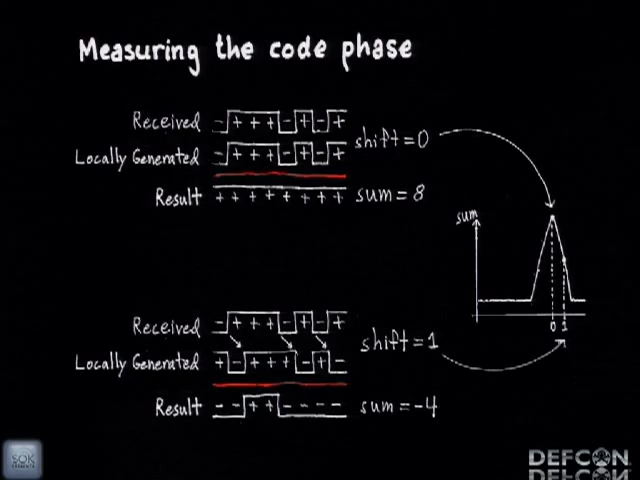 Measuring the code phase
Received - + + + - + - +
Locally Generated - + + + - + - +
shift = 0
Result + + + + + + + +
sum = 8
sum
0 1
Received - + + + - + - +
Locally Generated + - + + + - + -
shift = 1
Result - - + + - - - -
sum = -4
DEFCON